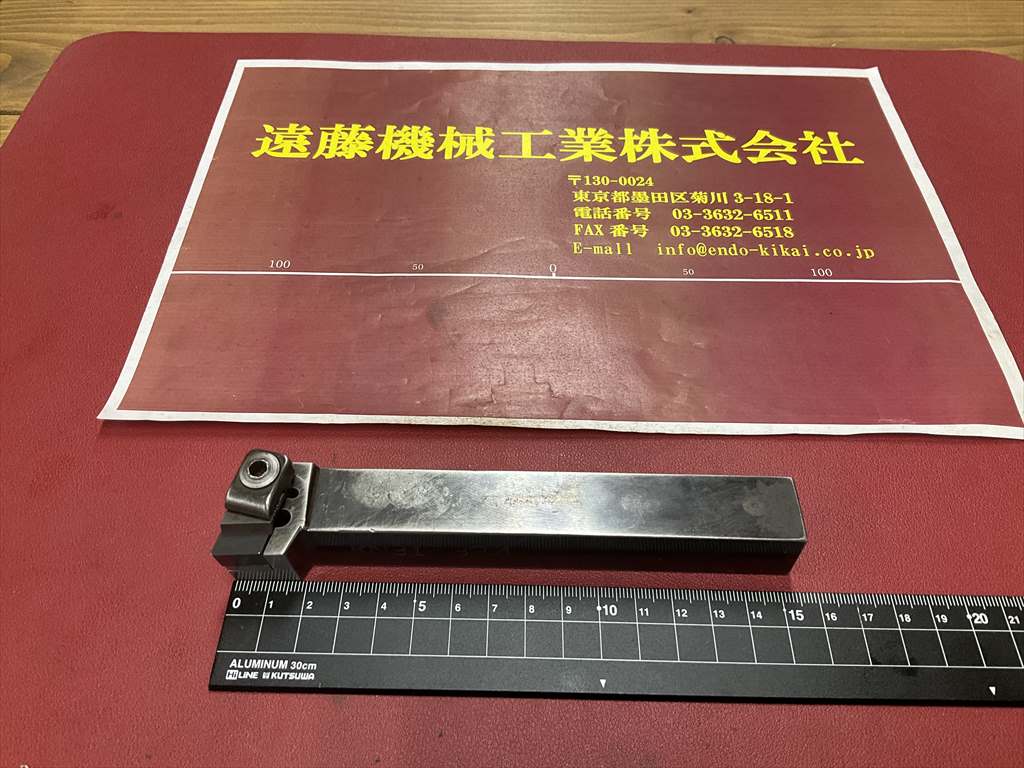 遠藤機械工業株式会社
〒130-0024
東京都墨田区菊川 3-18-1
電話番号 03-3632-6511
FAX 番号 03-3632-6518
E-mail info@endo-kikai.co.jp
100 50 0 50 100
0 1 2 3 4 5 6 7 8 9 10 11 12 13 14 15 16 17 18 19 20 21
ALUMINUM 30cm
Hi LINE KUTSUWA